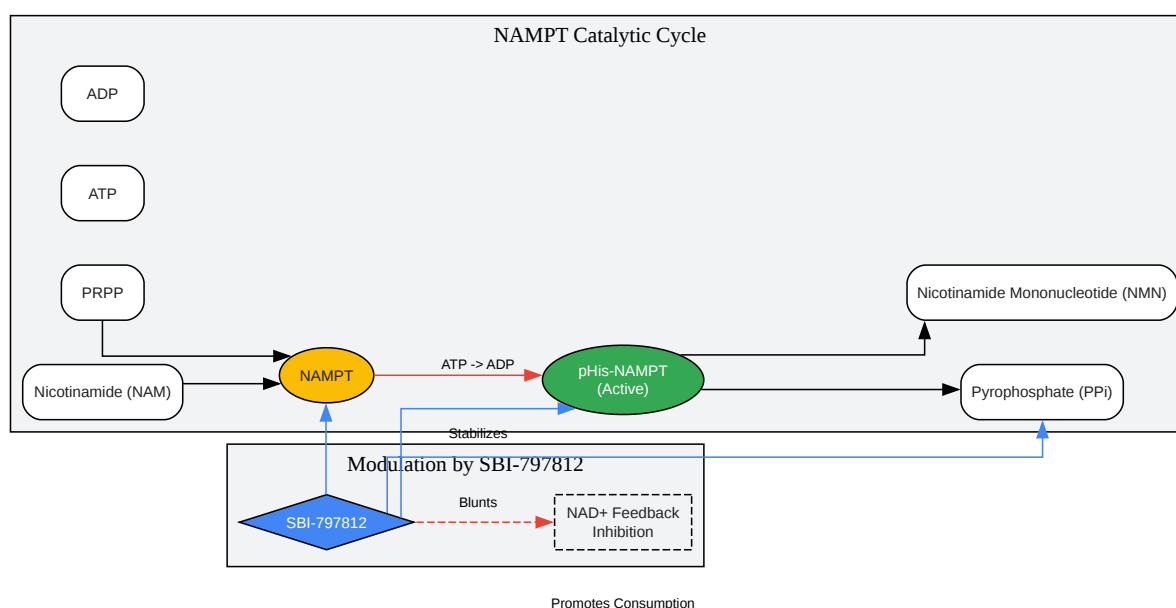 NAMPT Catalytic Cycle
ADP
ATP
PRPP
Nicotinamide (NAM)
NAMPT
ATP -> ADP
pHis-NAMPT
(Active)
Nicotinamide Mononucleotide (NMN)
Pyrophosphate (PPi)
Stabilizes
Modulation by SBI-797812
SBI-797812
Blunts
NAD+ Feedback
Inhibition
Promotes Consumption